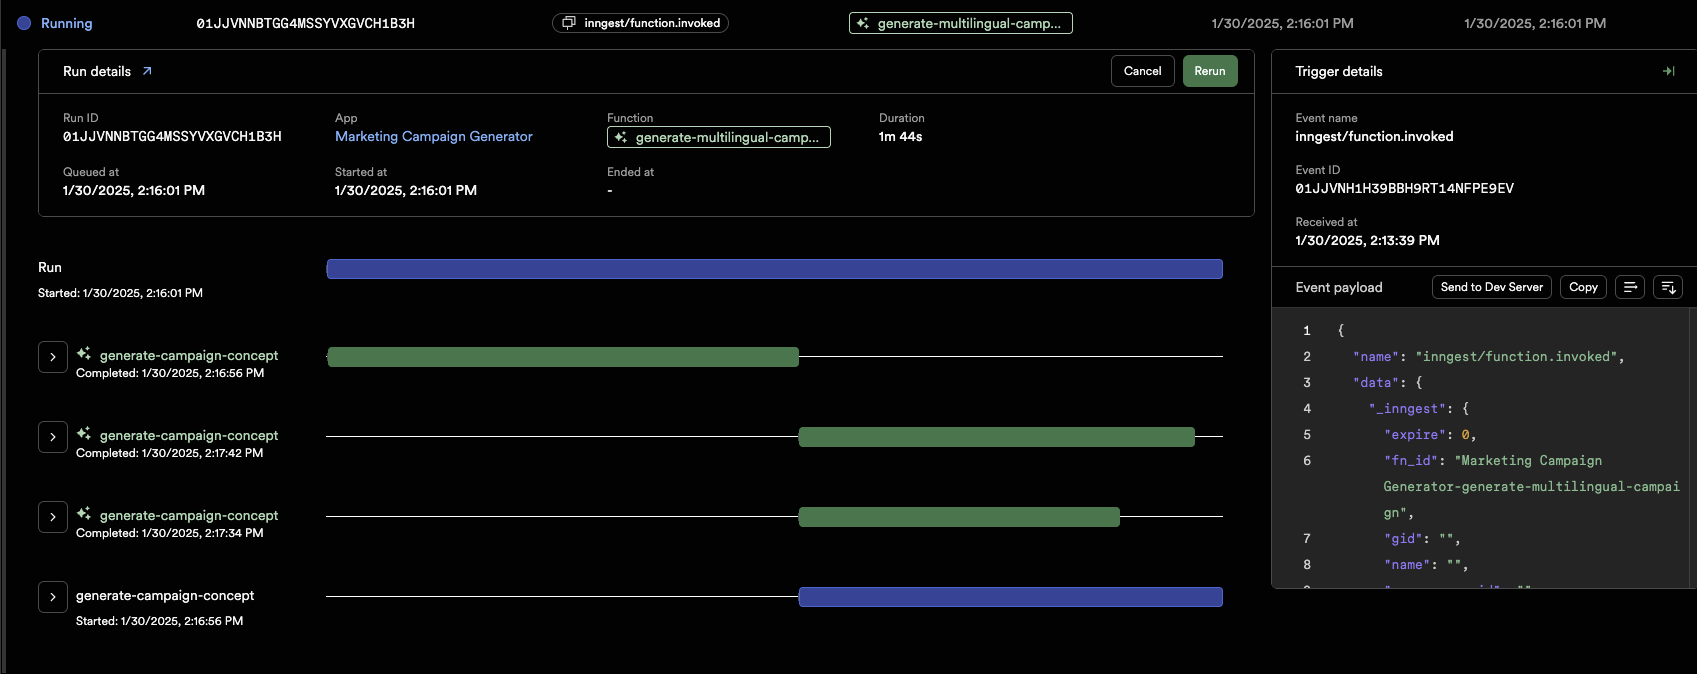 Running 01JJVNNBTGG4MSSYVXGVCH1B3H inngest/function.invoked generate-multilingual-camp... 1/30/2025, 2:16:01 PM 1/30/2025, 2:16:01 PM
Run details Cancel Rerun
Run ID App Function Duration
01JJVNNBTGG4MSSYVXGVCH1B3H Marketing Campaign Generator generate-multilingual-camp... 1m 44s
Queued at Started at Ended at
1/30/2025, 2:16:01 PM 1/30/2025, 2:16:01 PM -
Run
Started: 1/30/2025, 2:16:01 PM
generate-campaign-concept
Completed: 1/30/2025, 2:16:56 PM
generate-campaign-concept
Completed: 1/30/2025, 2:17:42 PM
generate-campaign-concept
Completed: 1/30/2025, 2:17:34 PM
generate-campaign-concept
Started: 1/30/2025, 2:16:56 PM
Trigger details
Event name
inngest/function.invoked
Event ID
01JJVNH1H39BBH9RT14NFPE9EV
Received at
1/30/2025, 2:13:39 PM
Event payload Send to Dev Server Copy
1 {
2 "name": "inngest/function.invoked",
3 "data": {
4 "_inngest": {
5 "expire": 0,
6 "fn_id": "Marketing Campaign
Generator-generate-multilingual-campai
gn",
7 "gid": "",
8 "name": "",